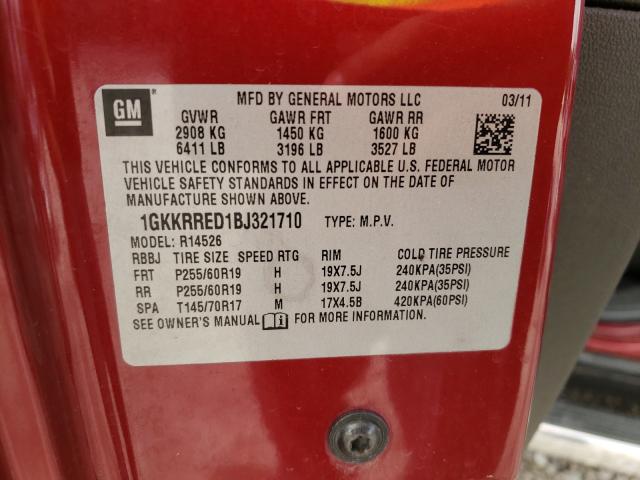 GM
MFD BY GENERAL MOTORS LLC 03/11
GVWR GAWR FRT GAWR RR
2908 KG 1450 KG 1600 KG
6411 LB 3196 LB 3527 LB
THIS VEHICLE CONFORMS TO ALL APPLICABLE U.S. FEDERAL MOTOR
VEHICLE SAFETY STANDARDS IN EFFECT ON THE DATE OF
MANUFACTURE SHOWN ABOVE.
1GKKRRED1BJ321710 TYPE: M.P.V.
MODEL: R14526
RBBJ TIRE SIZE SPEED RTG RIM COLD TIRE PRESSURE
FRT P255/60R19 H 19X7.5J 240KPA(35PSI)
RR P255/60R19 H 19X7.5J 240KPA(35PSI)
SPA T145/70R17 M 17X4.5B 420KPA(60PSI)
SEE OWNER'S MANUAL i FOR MORE INFORMATION.